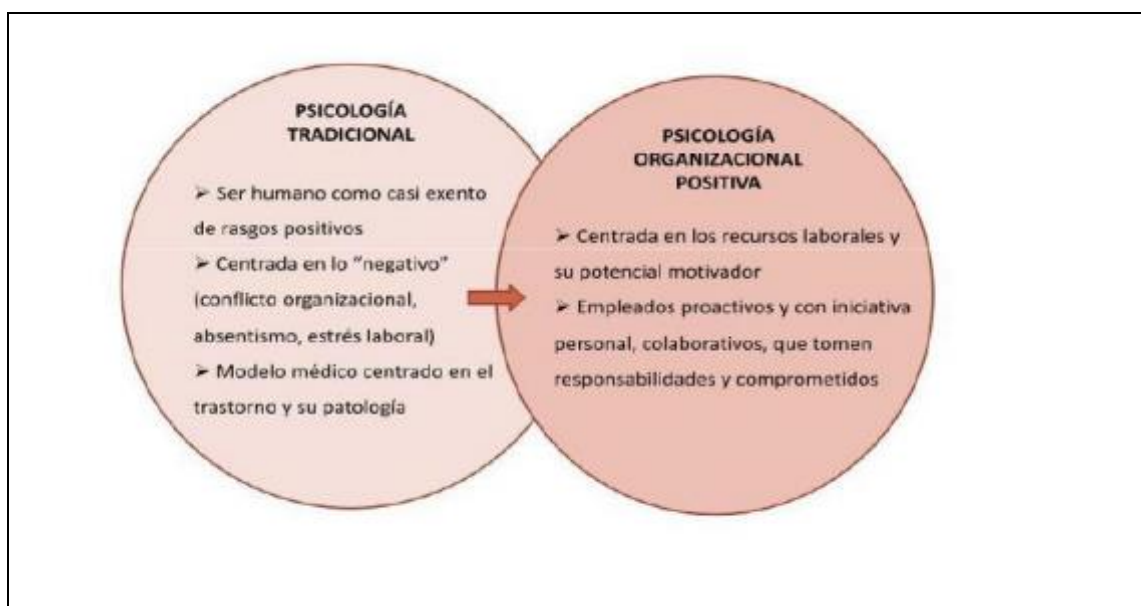 PSICOLOGÍA
TRADICIONAL
➤ Ser humano como casi exento
de rasgos positivos
➤ Centrada en lo “negativo”
(conflicto organizacional,
absentismo, estrés laboral)
➤ Modelo médico centrado en el
trastorno y su patología
PSICOLOGÍA
ORGANIZACIONAL
POSITIVA
➤ Centrada en los recursos laborales y
su potencial motivador
➤ Empleados proactivos y con iniciativa
personal, colaborativos, que tomen
responsabilidades y comprometidos